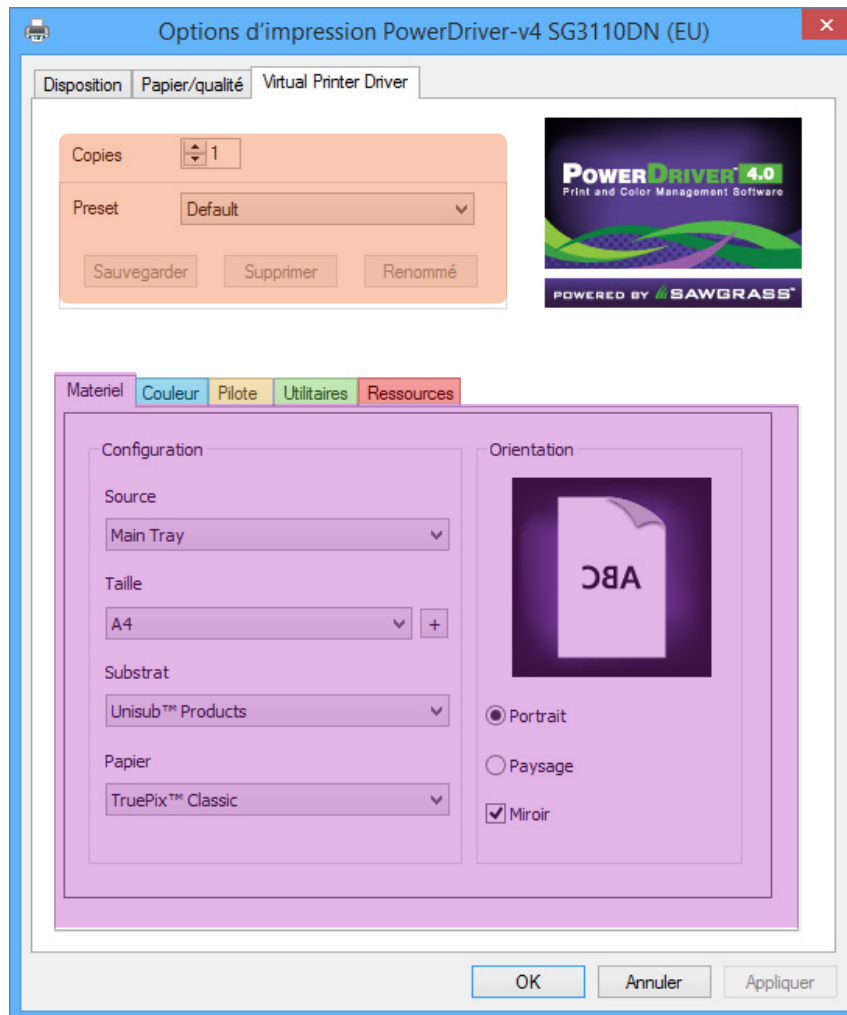 Options d'impression PowerDriver-v4 SG3110DN (EU)
Disposition Papier/qualité Virtual Printer Driver
Copies 1
Preset Default
Sauvegarder Supprimer Renommé
POWERDRIVER™ 4.0
Print and Color Management Software
POWERED BY SAWGRASS™
Materiel Couleur Pilote Utilitaires Ressources
Configuration
Source
Main Tray
Taille
A4 +
Substrat
Unisub™ Products
Papier
TruePix™ Classic
Orientation
ABC
Portrait
Paysage
Miroir
OK Annuler Appliquer